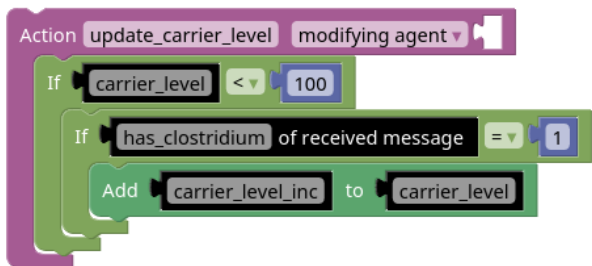 Action update_carrier_level modifying agent ▾
If carrier_level < ▾ 100
If has_clostridium of received message = ▾ 1
Add carrier_level_inc to carrier_level